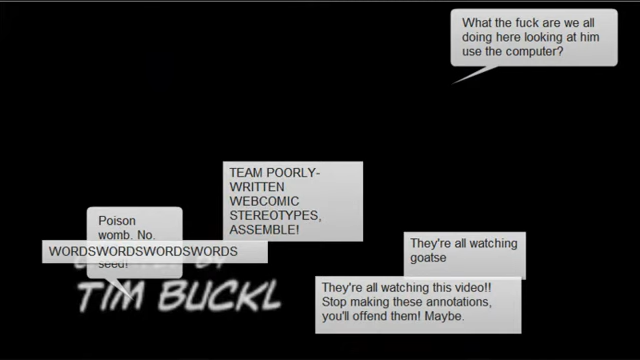 What the fuck are we all
doing here looking at him
use the computer?
TEAM POORLY-
WRITTEN
WEBCOMIC
STEREOTYPES,
ASSEMBLE!
Poison
womb. No,
WORDSWORDSWORDSWORDS
seed!
They're all watching
goatse
They're all watching this video!!
Stop making these annotations,
you'll offend them! Maybe.
TIM BUCKL